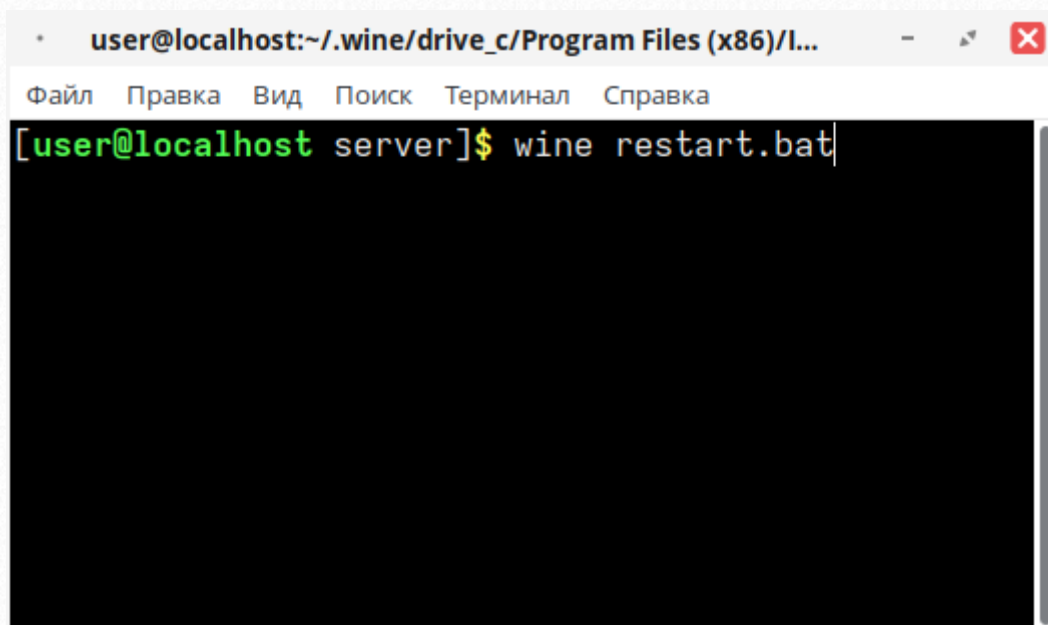 user@localhost:~/.wine/drive_c/Program Files (x86)/I...
Файл Правка Вид Поиск Терминал Справка
[user@localhost server]$ wine restart.bat